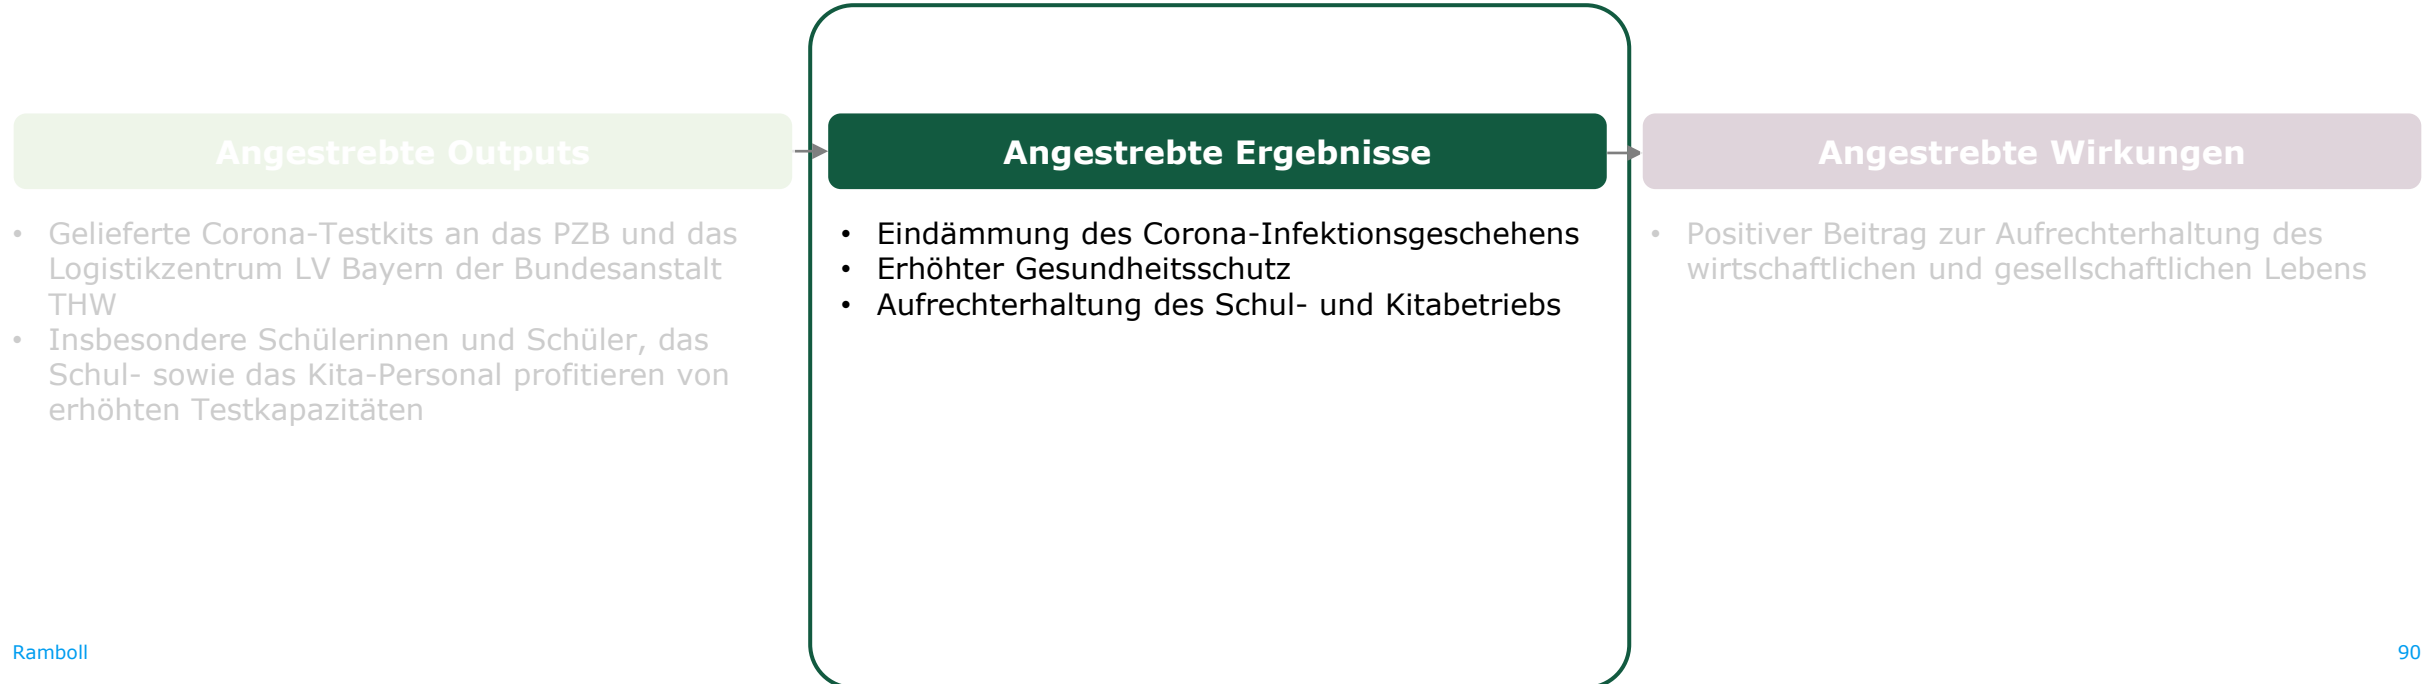 Angestrebte Outputs
• Gelieferte Corona-Testkits an das PZB und das
Logistikzentrum LV Bayern der Bundesanstalt
THW
• Insbesondere Schülerinnen und Schüler, das
Schul- sowie das Kita-Personal profitieren von
erhöhten Testkapazitäten
Angestrebte Ergebnisse
• Eindämmung des Corona-Infektionsgeschehens
• Erhöhter Gesundheitsschutz
• Aufrechterhaltung des Schul- und Kitabetriebs
Angestrebte Wirkungen
• Positiver Beitrag zur Aufrechterhaltung des
wirtschaftlichen und gesellschaftlichen Lebens
Ramboll
90